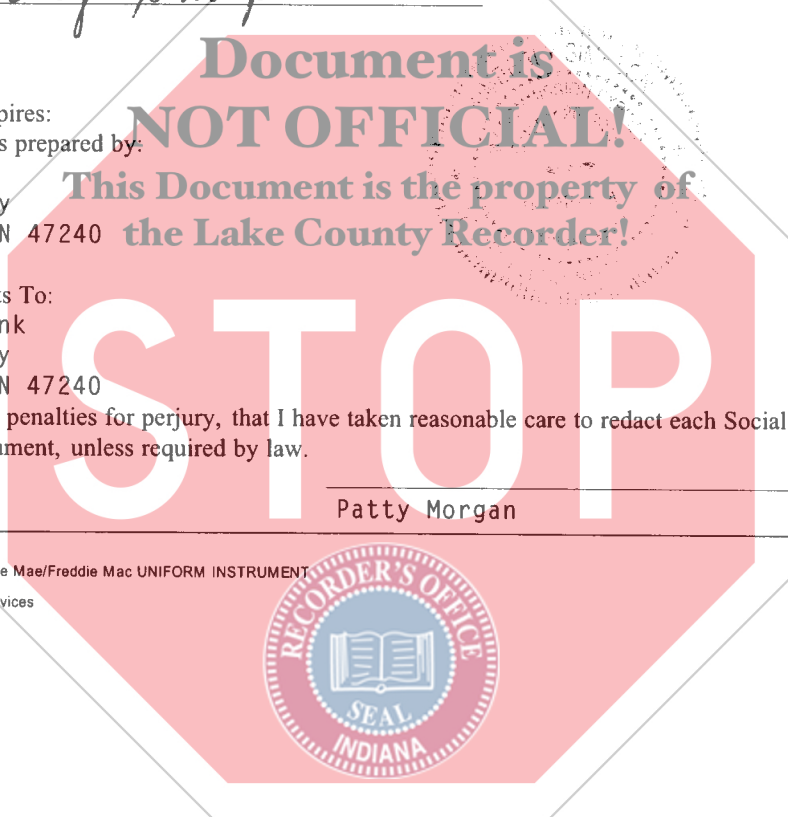 Document is
NOT OFFICIAL!
pires:
s prepared by:
This Document is the property of
y
N 47240
the Lake County Recorder!
s To:
nk
y
N 47240
STOP
penalties for perjury, that I have taken reasonable care to redact each Social
ument, unless required by law.
Patty Morgan
e Mae/Freddie Mac UNIFORM INSTRUMENT
vices
RECORDER'S OFFICE
SEAL
INDIANA